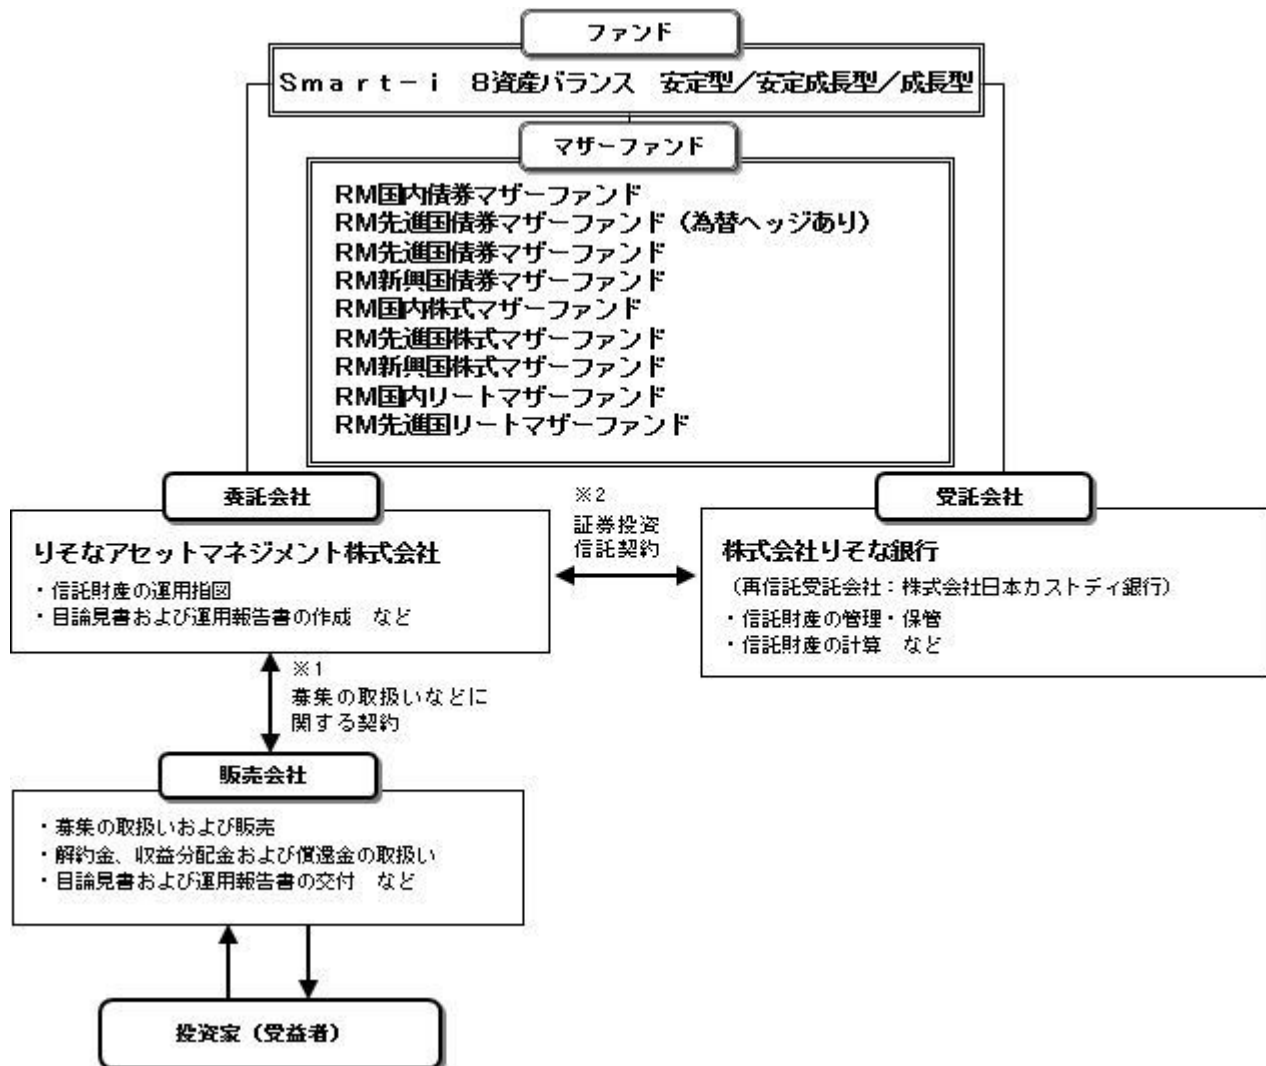 ファンド
Ｓｍａｒｔ－ｉ　８資産バランス　安定型／安定成長型／成長型
マザーファンド
RM国内債券マザーファンド
RM先進国債券マザーファンド（為替ヘッジあり）
RM先進国債券マザーファンド
RM新興国債券マザーファンド
RM国内株式マザーファンド
RM先進国株式マザーファンド
RM新興国株式マザーファンド
RM国内リートマザーファンド
RM先進国リートマザーファンド
委託会社
りそなアセットマネジメント株式会社
・信託財産の運用指図
・目論見書および運用報告書の作成　など
※２
証券投資
信託契約
受託会社
株式会社りそな銀行
（再信託受託会社：株式会社日本カストディ銀行）
・信託財産の管理・保管
・信託財産の計算　など
※１
募集の取扱いなどに
関する契約
販売会社
・募集の取扱いおよび販売
・解約金、収益分配金および償還金の取扱い
・目論見書および運用報告書の交付　など
投資家（受益者）